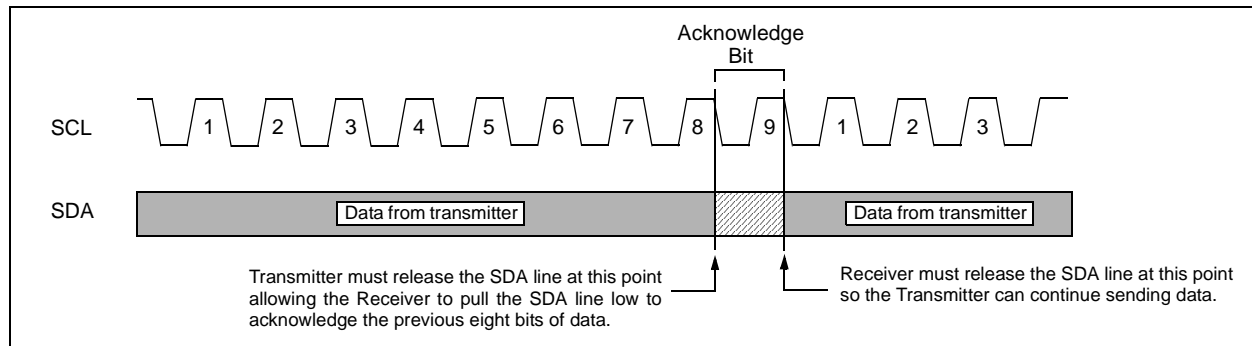 Acknowledge
Bit
SCL
1 2 3 4 5 6 7 8 9 1 2 3
SDA
Data from transmitter
Data from transmitter
Transmitter must release the SDA line at this point
allowing the Receiver to pull the SDA line low to
acknowledge the previous eight bits of data.
Receiver must release the SDA line at this point
so the Transmitter can continue sending data.